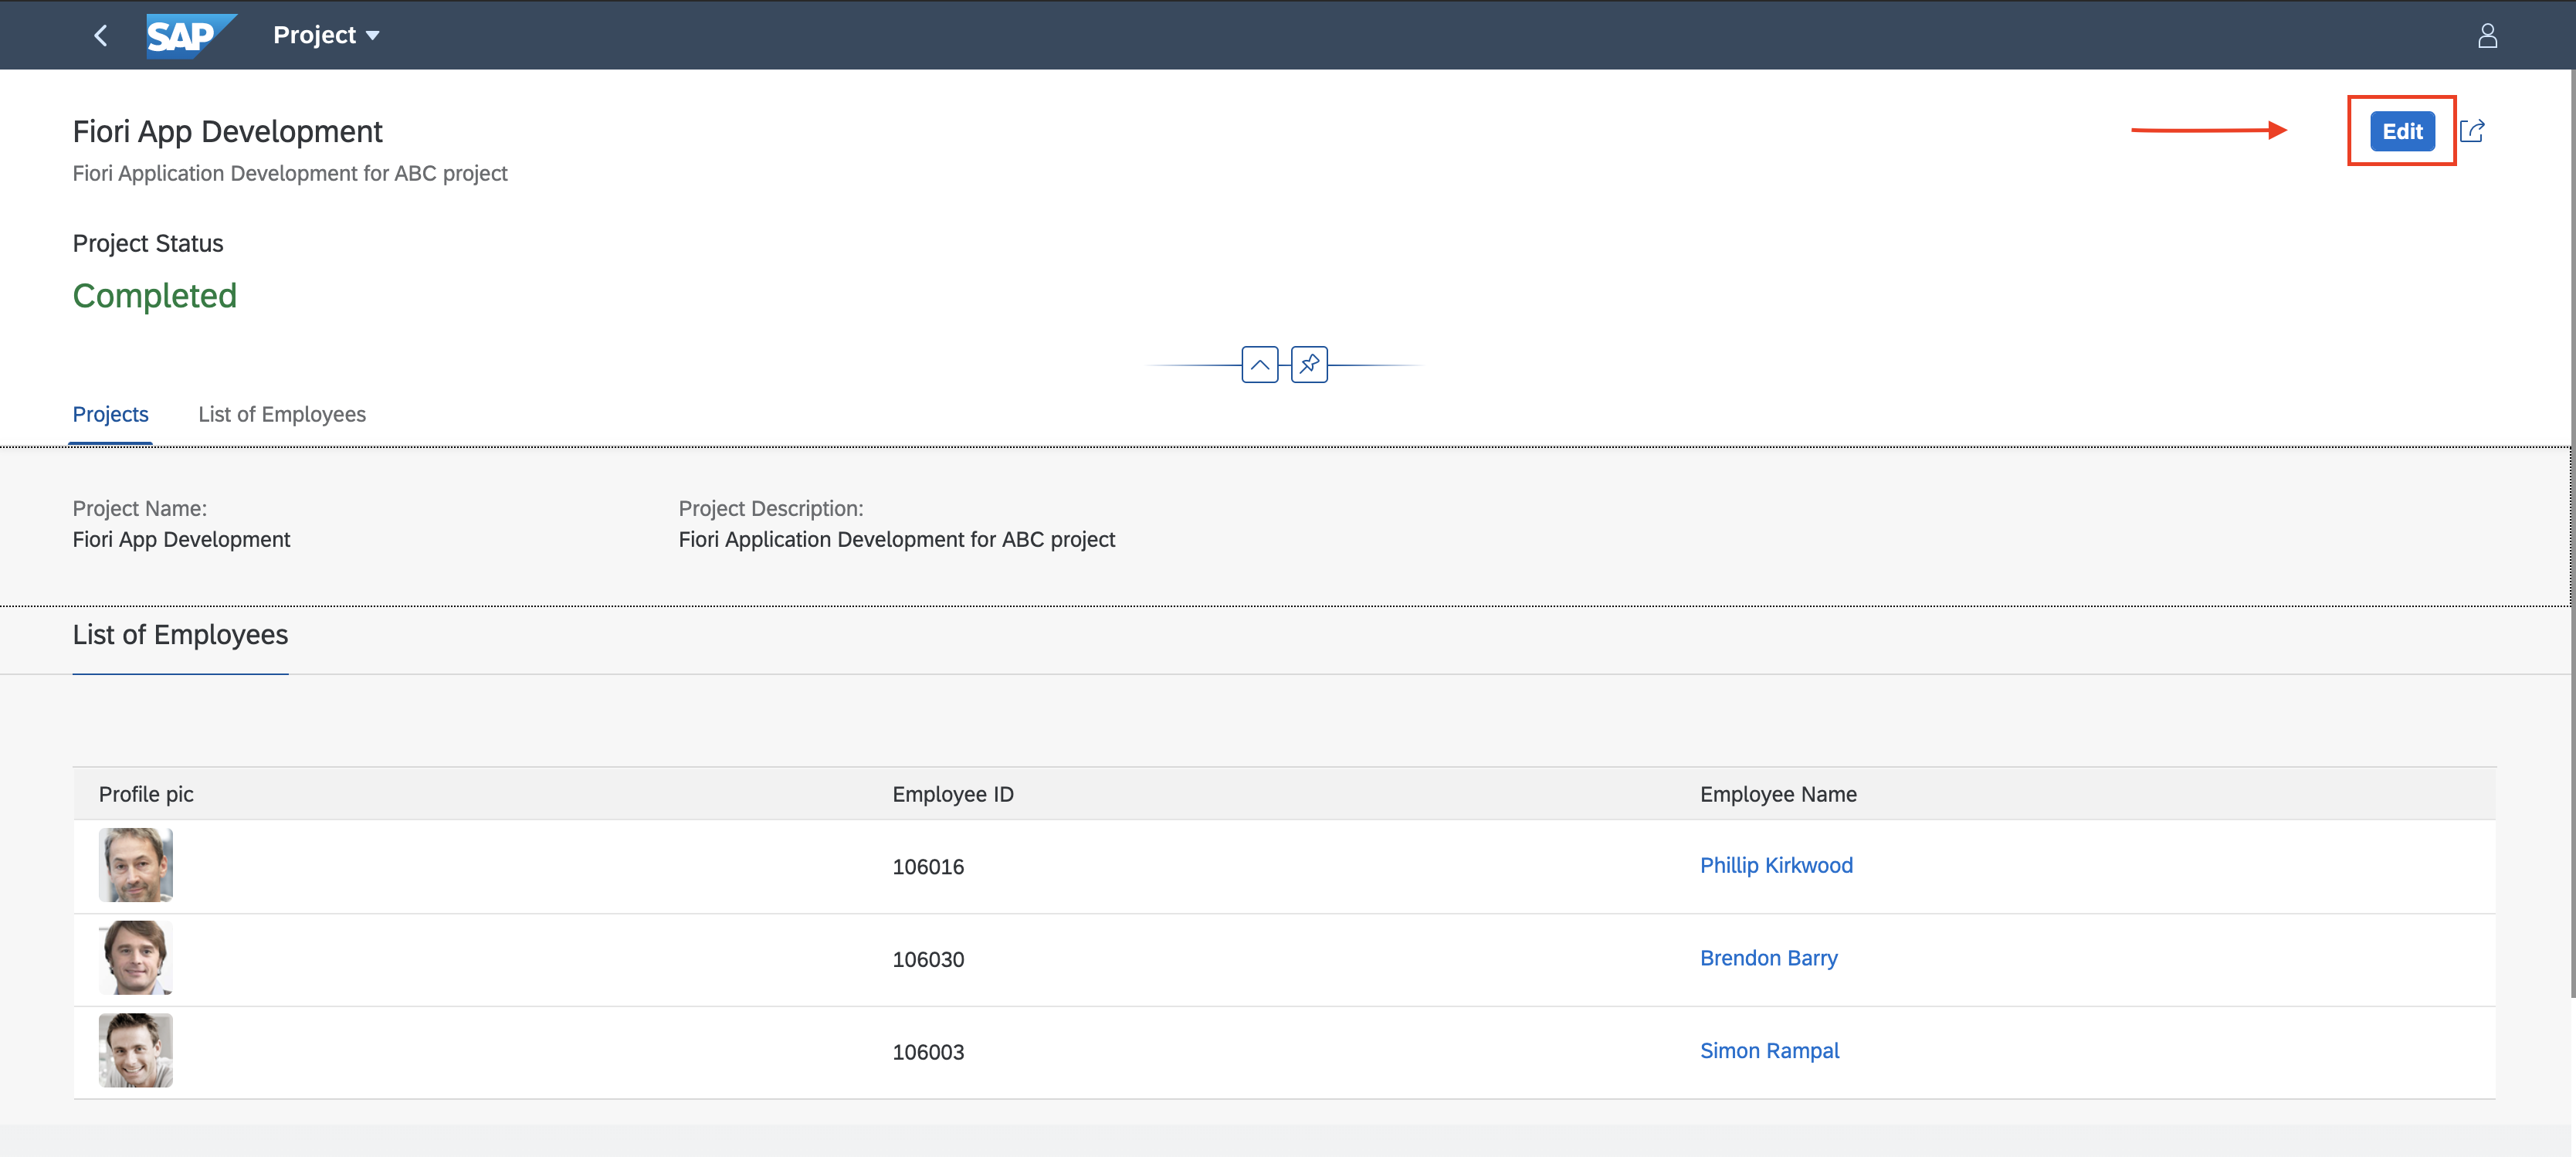 SAP Project
Fiori App Development
Edit
Fiori Application Development for ABC project
Project Status
Completed
Projects List of Employees
Project Name: Project Description:
Fiori App Development Fiori Application Development for ABC project
List of Employees
Profile pic Employee ID Employee Name
106016 Phillip Kirkwood
106030 Brendon Barry
106003 Simon Rampal